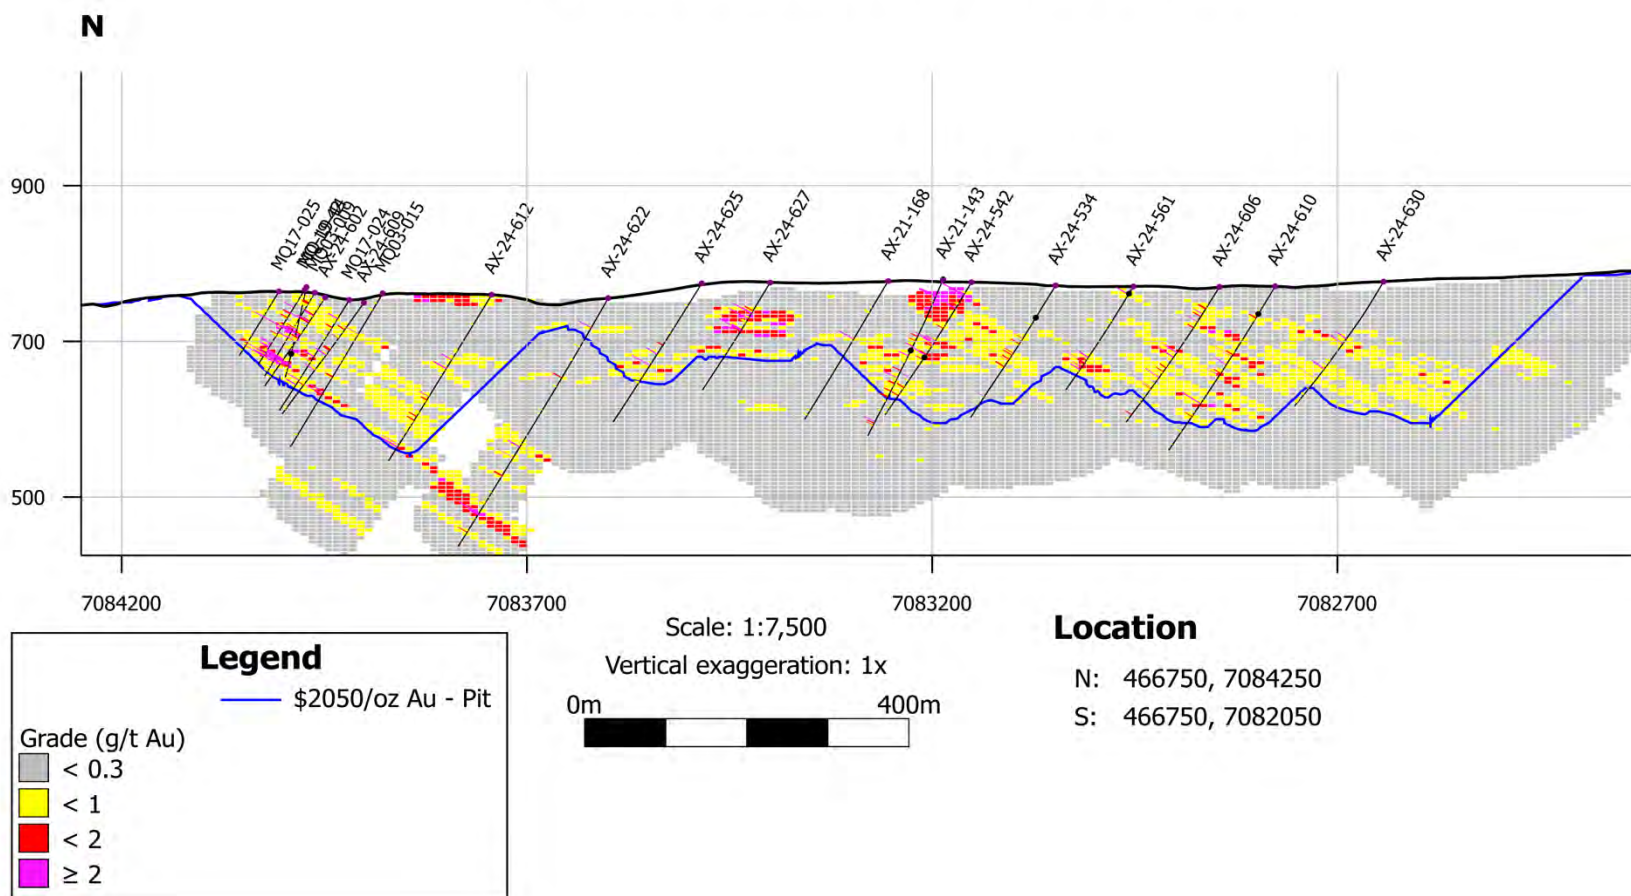 N
900
700
500
MQ17-025
AX-24-602
MQ17-024
AX-24-609
MQ03-015
AX-24-612
AX-24-622
AX-24-625
AX-24-627
AX-21-168
AX-21-143
AX-24-542
AX-24-534
AX-24-561
AX-24-606
AX-24-610
AX-24-630
7084200
7083700
7083200
7082700
Legend
$2050/oz Au - Pit
Grade (g/t Au)
< 0.3
< 1
< 2
≥ 2
Scale: 1:7,500
Vertical exaggeration: 1x
0m 400m
Location
N: 466750, 7084250
S: 466750, 7082050